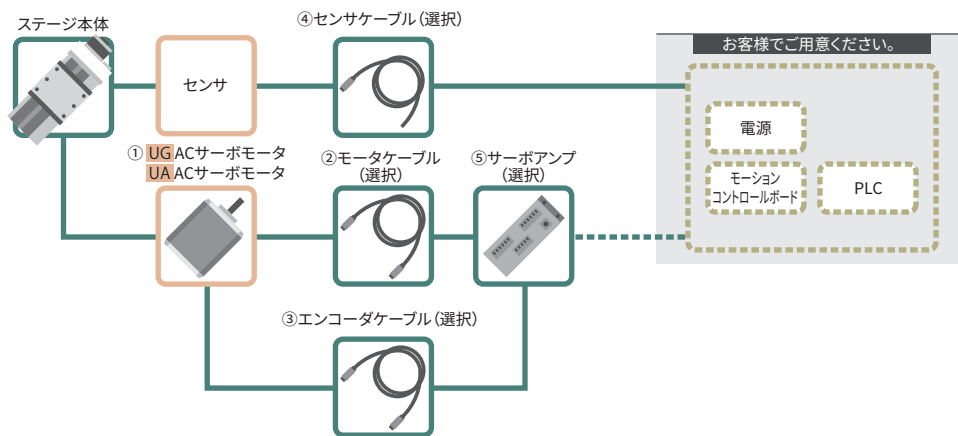 ステージ本体
センサ
④センサケーブル(選択)
お客様でご用意ください。
電源
モーション
コントロールボード
PLC
① UG ACサーボモータ
UA ACサーボモータ
②モータケーブル
(選択)
⑤サーボアンプ
(選択)
③エンコーダケーブル(選択)